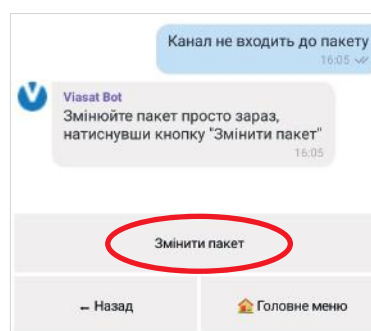 Канал не входить до пакету
16:05
Viasat Bot
Змінюйте пакет просто зараз,
натиснувши кнопку "Змінити пакет"
16:05
Змінити пакет
← Назад
Головне меню